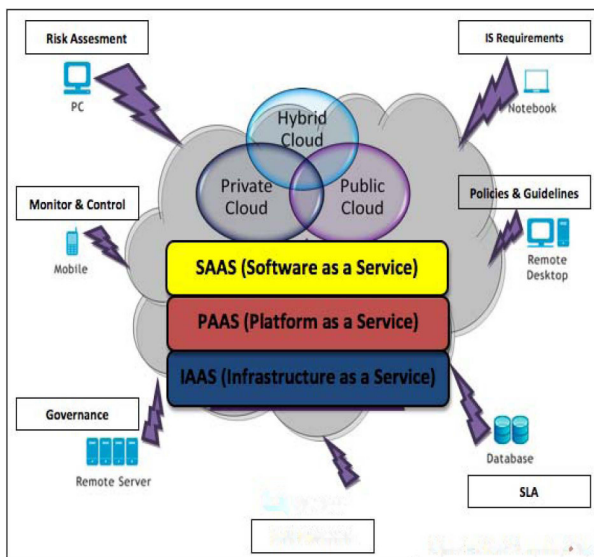 Risk Assesment
IS Requirements
PC
Notebook
Hybrid
Cloud
Private
Cloud
Public
Cloud
Monitor & Control
Policies & Guidelines
Mobile
Remote
Desktop
SAAS (Software as a Service)
PAAS (Platform as a Service)
IAAS (Infrastructure as a Service)
Governance
Remote Server
Database
SLA